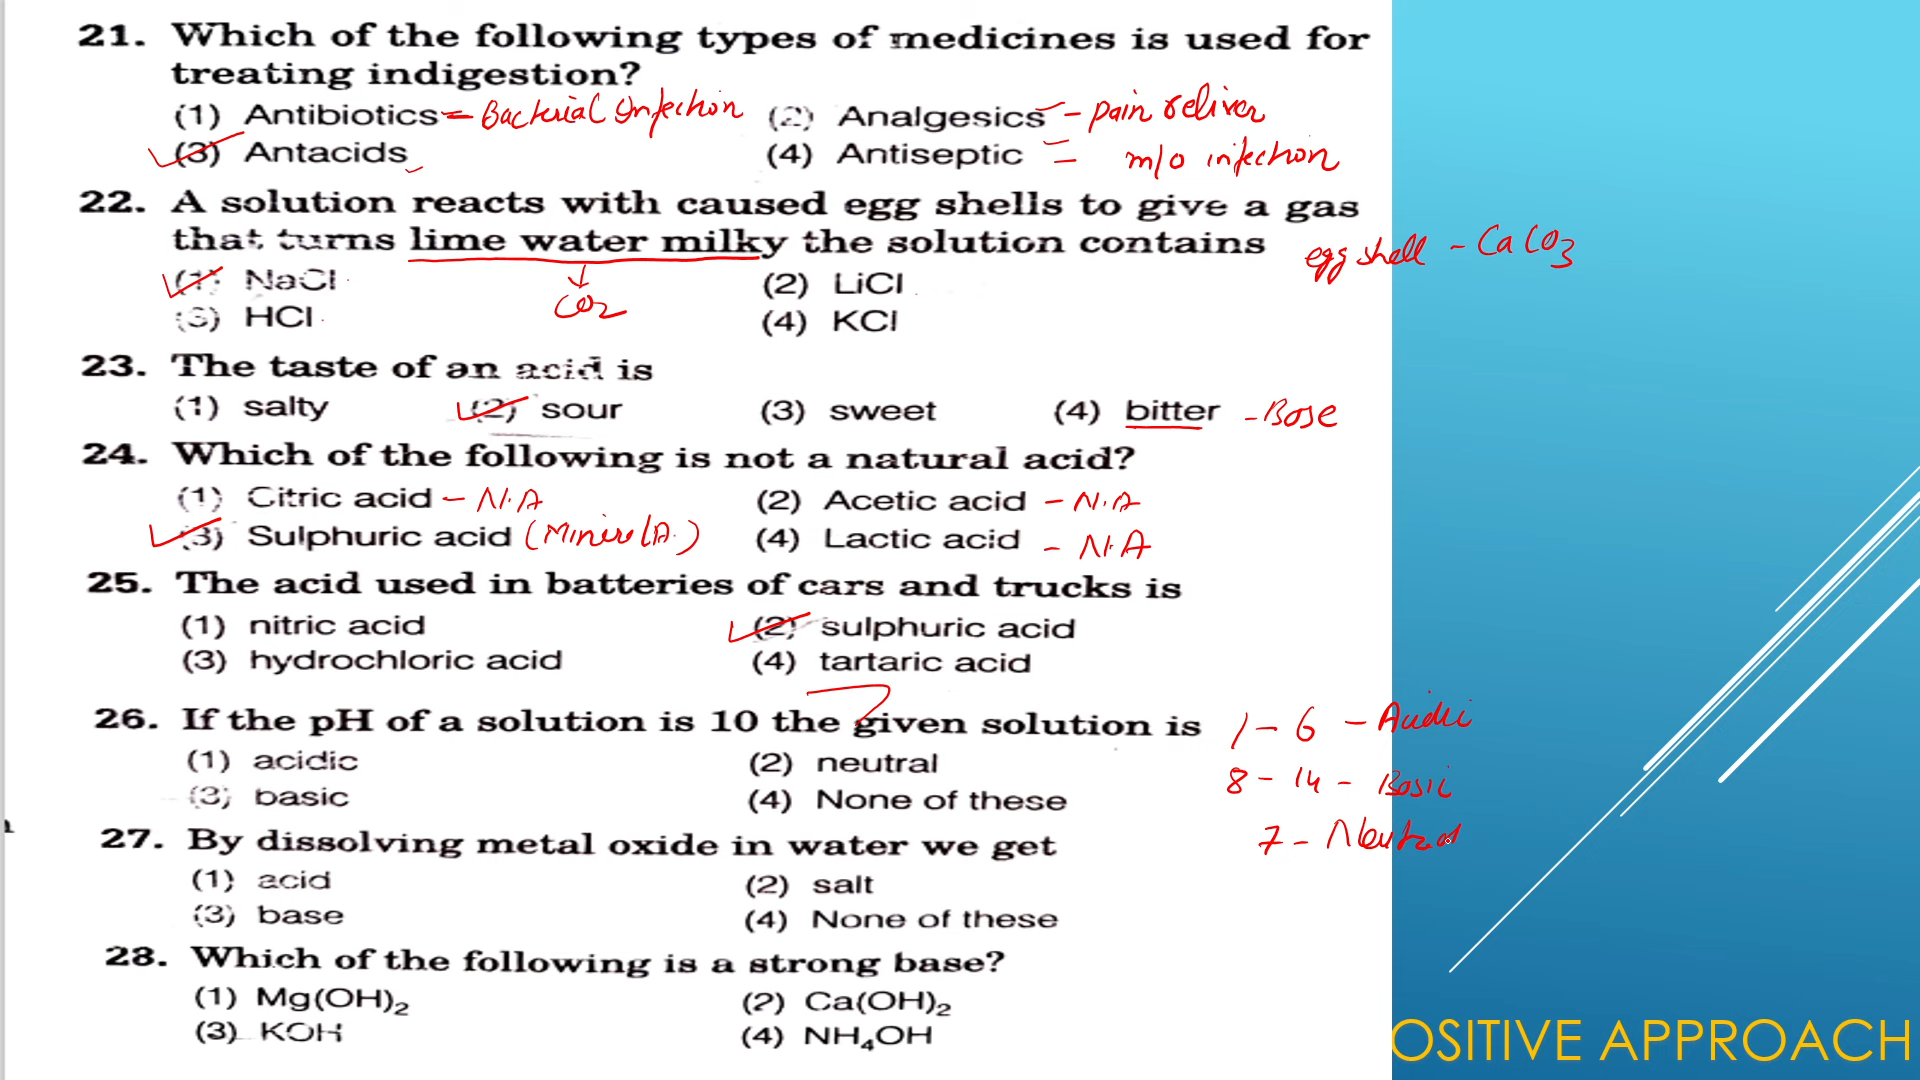 21. Which of the following types of medicines is used for
treating indigestion?
(1) Antibiotics = Bacterial Infection (2) Analgesics - pain reliver
(3) Antacids (4) Antiseptic = m/o infection
22. A solution reacts with caused egg shells to give a gas
that turns lime water milky the solution contains
egg shell - CaCO3
(1) NaCl (2) LiCl
CO2
(3) HCl (4) KCl
23. The taste of an acid is
(1) salty (2) sour (3) sweet (4) bitter - Base
24. Which of the following is not a natural acid?
(1) Citric acid - N.A (2) Acetic acid - N.A
(3) Sulphuric acid (Mineral A.) (4) Lactic acid - N.A
25. The acid used in batteries of cars and trucks is
(1) nitric acid (2) sulphuric acid
(3) hydrochloric acid (4) tartaric acid
26. If the pH of a solution is 10 the given solution is
1 - 6 - Acidic
(1) acidic (2) neutral
8 - 14 - Basic
(3) basic (4) None of these
7 - Neutral
27. By dissolving metal oxide in water we get
(1) acid (2) salt
(3) base (4) None of these
28. Which of the following is a strong base?
(1) Mg(OH)2 (2) Ca(OH)2
(3) KOH (4) NH4OH
OSITIVE APPROACH